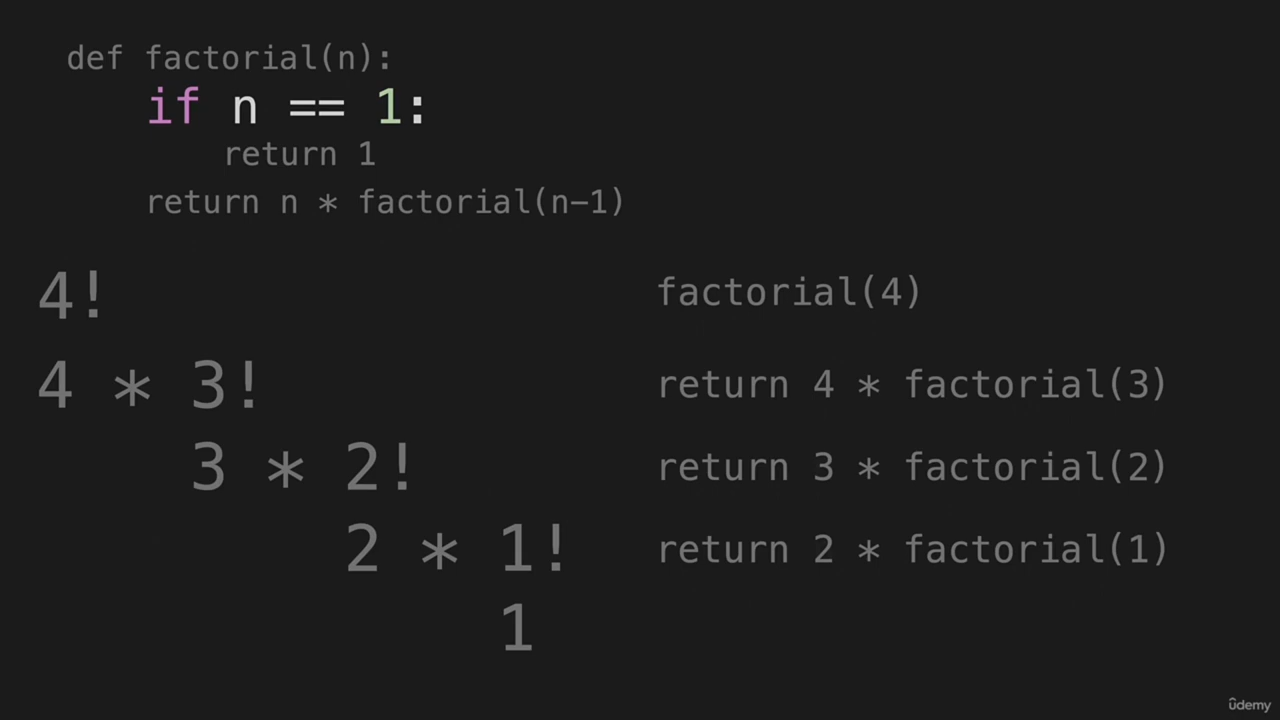 def factorial(n):
if n == 1:
return 1
return n * factorial(n-1)
4!
factorial(4)
4 * 3!
return 4 * factorial(3)
3 * 2!
return 3 * factorial(2)
2 * 1!
return 2 * factorial(1)
1
ûdemy